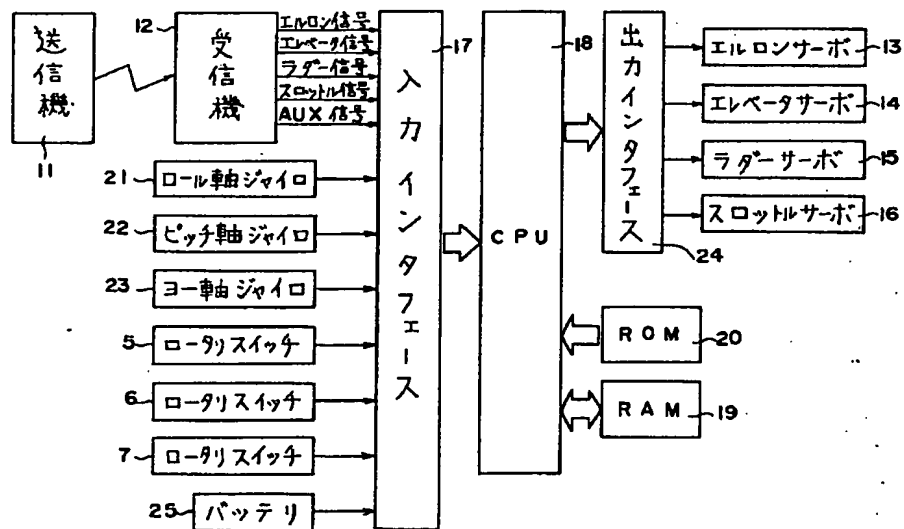 送信機
11
12
受信機
エルロン信号
エレベータ信号
ラダー信号
スロットル信号
AUX信号
21
ロール軸ジャイロ
22
ピッチ軸ジャイロ
23
ヨー軸ジャイロ
5
ロータリスイッチ
6
ロータリスイッチ
7
ロータリスイッチ
25
バッテリ
入力インタフェース
17
CPU
18
出力インタフェース
24
エルロンサーボ
13
エレベータサーボ
14
ラダーサーボ
15
スロットルサーボ
16
ROM
20
RAM
19